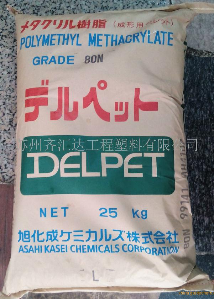 メタクリル樹脂
POLYMETHYL METHACRYLATE
GRADE 80N
デルペット
苏州齐汇达工程塑料有限公司
DELPET
NET 25 kg
旭化成ケミカルズ株式会社
ASAHI KASEI CHEMICALS CORPORATION
L